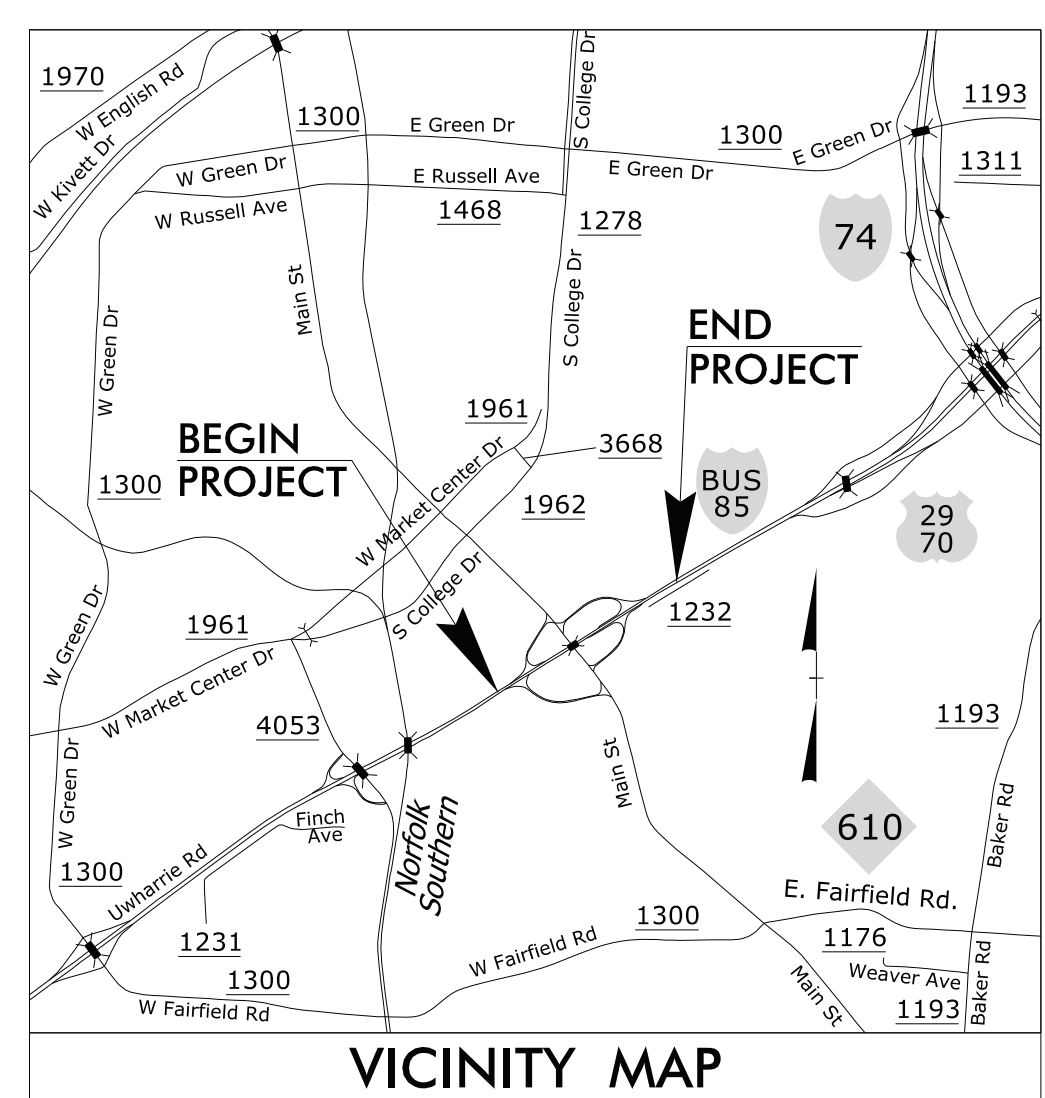 1970
W English Rd
W Kivett Dr
1300
E Green Dr
S College Dr
1300
E Green Dr
1193
1311
W Green Dr
E Russell Ave
E Green Dr
W Russell Ave
1468
1278
74
Main St
S College Dr
W Green Dr
END
PROJECT
1961
BEGIN
PROJECT
3668
1300
W Market Center Dr
1962
BUS
85
29
70
S College Dr
W Green Dr
1961
1232
W Market Center Dr
4053
1193
Main St
W Green Dr
Finch
Ave
Norfolk
Southern
610
Baker Rd
1300
Uwharrie Rd
E. Fairfield Rd.
1231
1300
W Fairfield Rd
1300
W Fairfield Rd
1176
Weaver Ave
Main St
1193
Baker Rd
VICINITY MAP